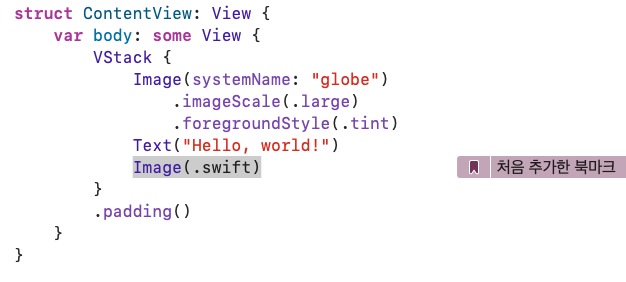 struct ContentView: View {
    var body: some View {
        VStack {
            Image(systemName: "globe")
                .imageScale(.large)
                .foregroundStyle(.tint)
            Text("Hello, world!")
            Image(.swift) 처음 추가한 북마크
        }
        .padding()
    }
}